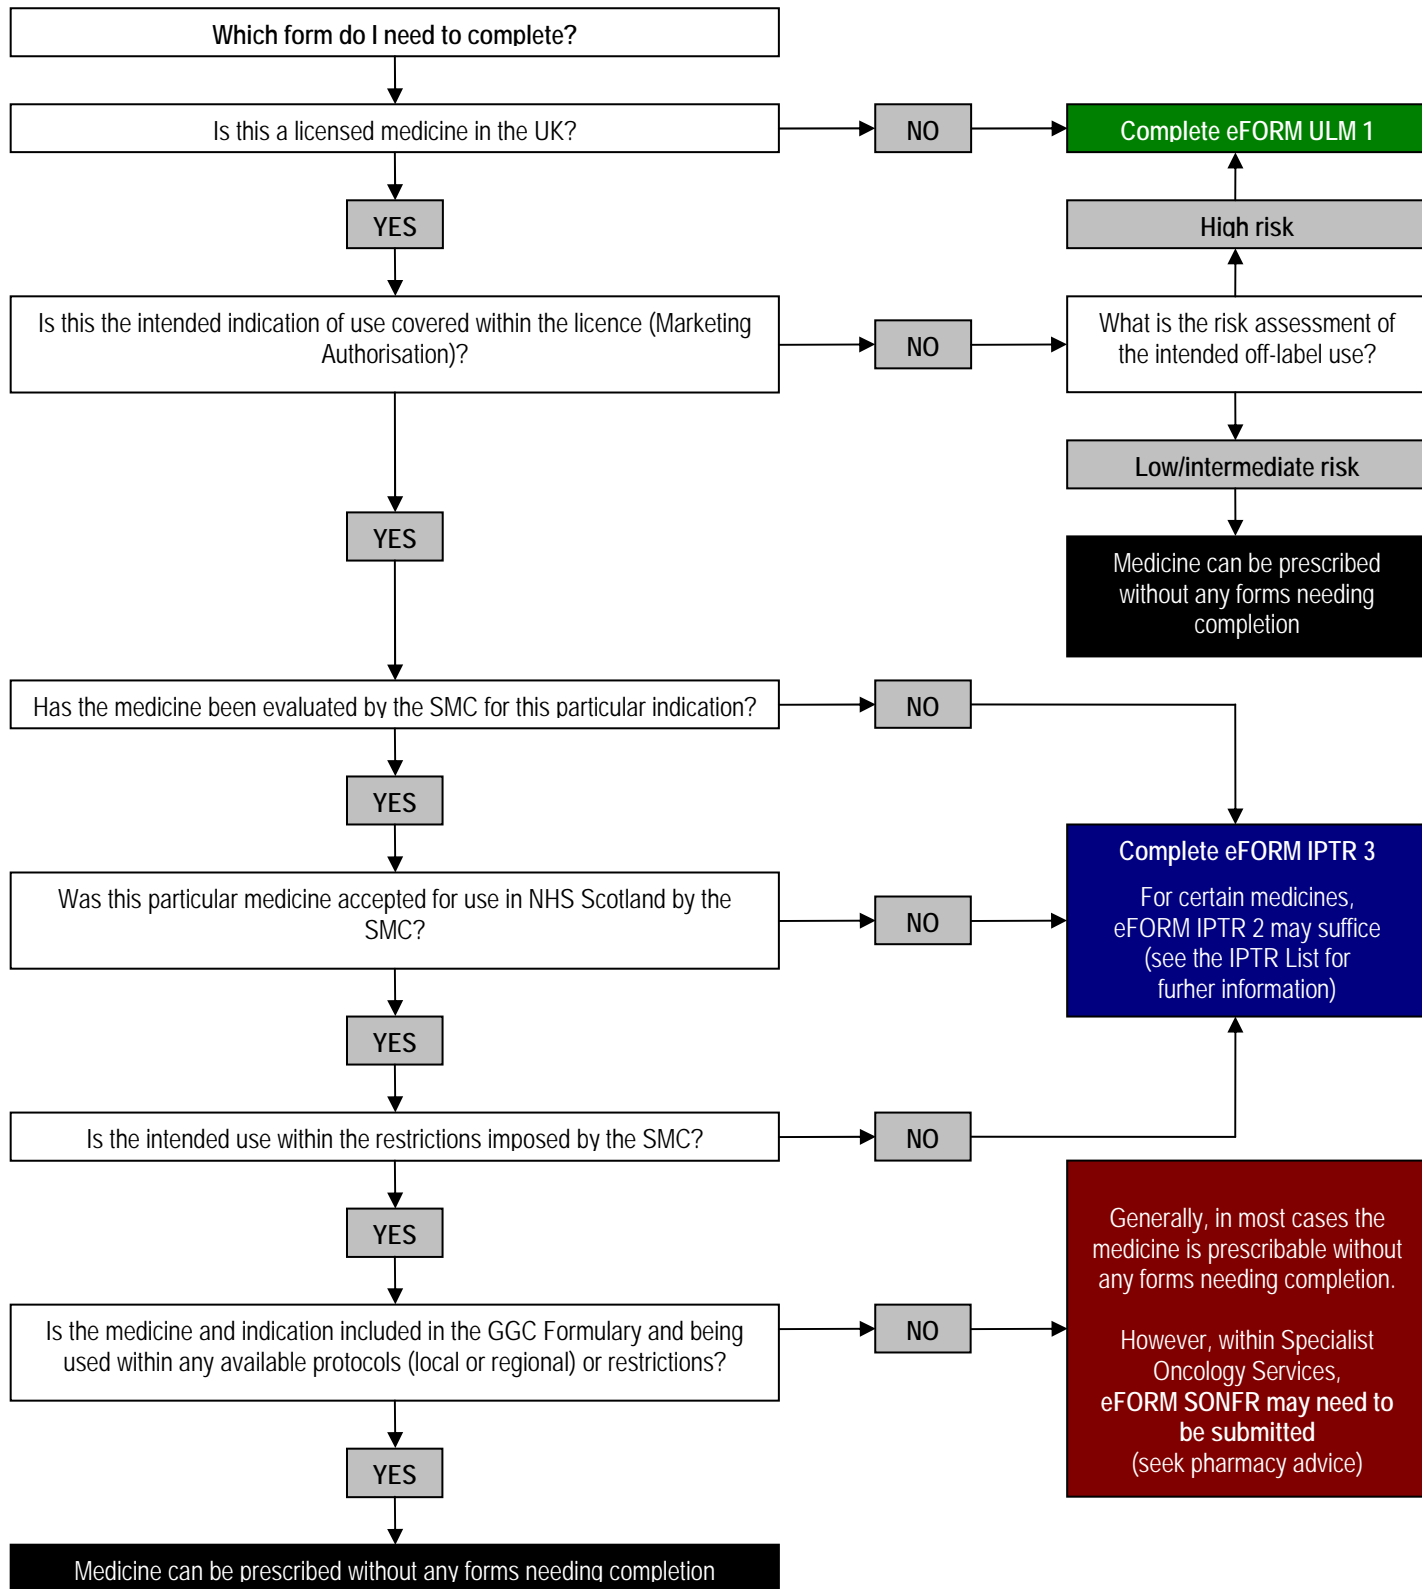 Which form do I need to complete?
Is this a licensed medicine in the UK?
NO
Complete eFORM ULM 1
YES
High risk
Is this the intended indication of use covered within the licence (Marketing
Authorisation)?
NO
What is the risk assessment of
the intended off-label use?
Low/intermediate risk
YES
Medicine can be prescribed
without any forms needing
completion
Has the medicine been evaluated by the SMC for this particular indication?
NO
YES
Complete eFORM IPTR 3
For certain medicines,
eFORM IPTR 2 may suffice
(see the IPTR List for
furher information)
Was this particular medicine accepted for use in NHS Scotland by the
SMC?
NO
YES
Is the intended use within the restrictions imposed by the SMC?
NO
YES
Generally, in most cases the
medicine is prescribable without
any forms needing completion.
However, within Specialist
Oncology Services,
eFORM SONFR may need to
be submitted
(seek pharmacy advice)
Is the medicine and indication included in the GGC Formulary and being
used within any available protocols (local or regional) or restrictions?
NO
YES
Medicine can be prescribed without any forms needing completion